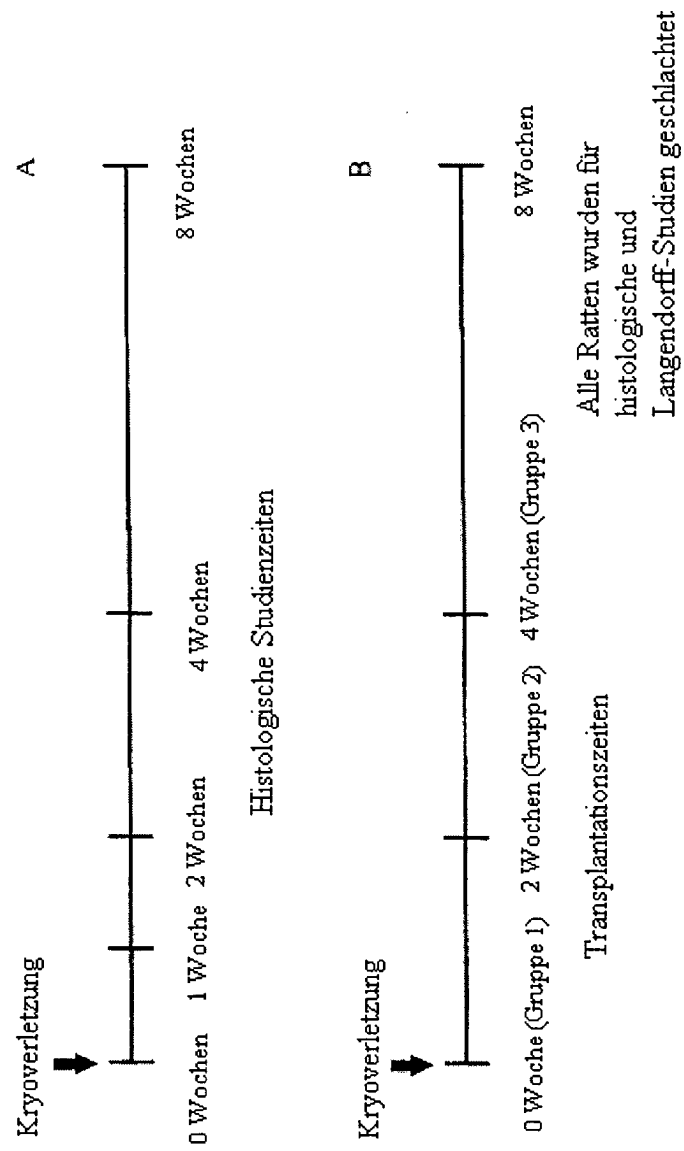 A
Kryoverletzung
0 Wochen 1 Woche 2 Wochen 4 Wochen 8 Wochen
Histologische Studienzeiten
B
Kryoverletzung
0 Woche (Gruppe 1) 2 Wochen (Gruppe 2) 4 Wochen (Gruppe 3) 8 Wochen
Transplantationszeiten
Alle Ratten wurden für
histologische und
Langendorff-Studien geschlachtet